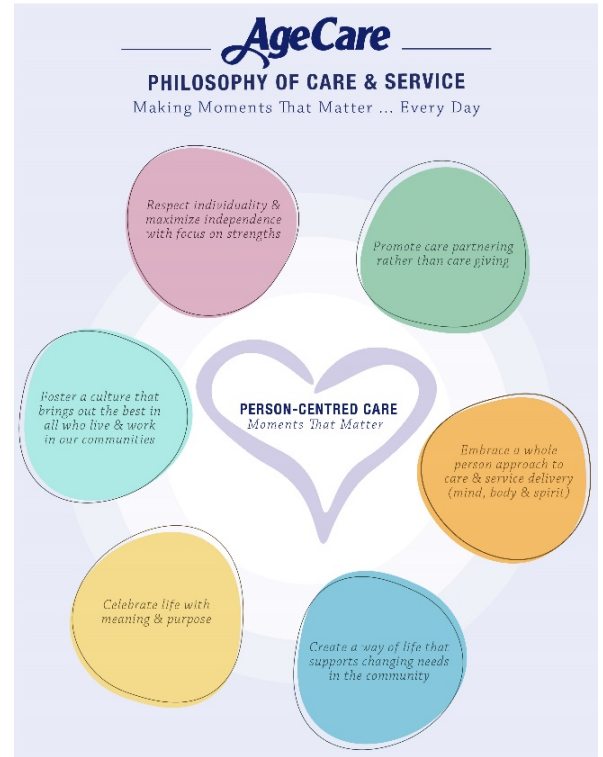 AgeCare
PHILOSOPHY OF CARE & SERVICE
Making Moments That Matter ... Every Day
Respect individuality &
maximize independence
with focus on strengths
Promote care partnering
rather than care giving
Foster a culture that
brings out the best in
all who live & work
in our communities
PERSON-CENTRED CARE
Moments That Matter
Embrace a whole
person approach to
care & service delivery
(mind, body & spirit)
Celebrate life with
meaning & purpose
Create a way of life that
supports changing needs
in the community